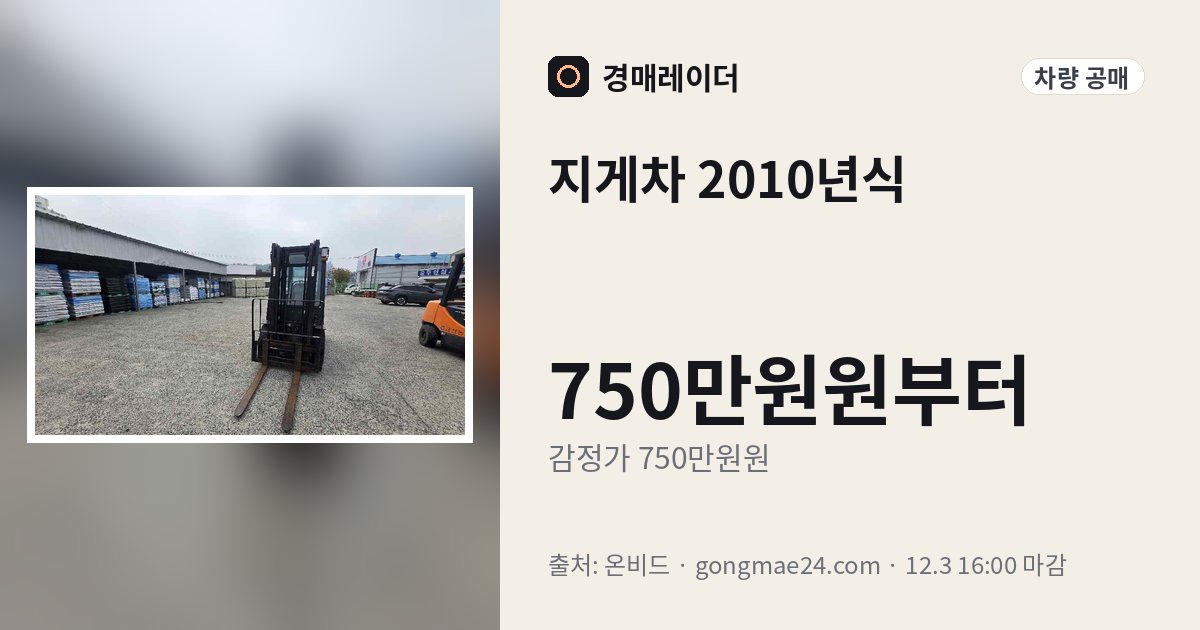 경매레이더
차량 공매
지게차 2010년식
750만원원부터
감정가 750만원원
출처: 온비드 · gongmae24.com · 12.3 16:00 마감